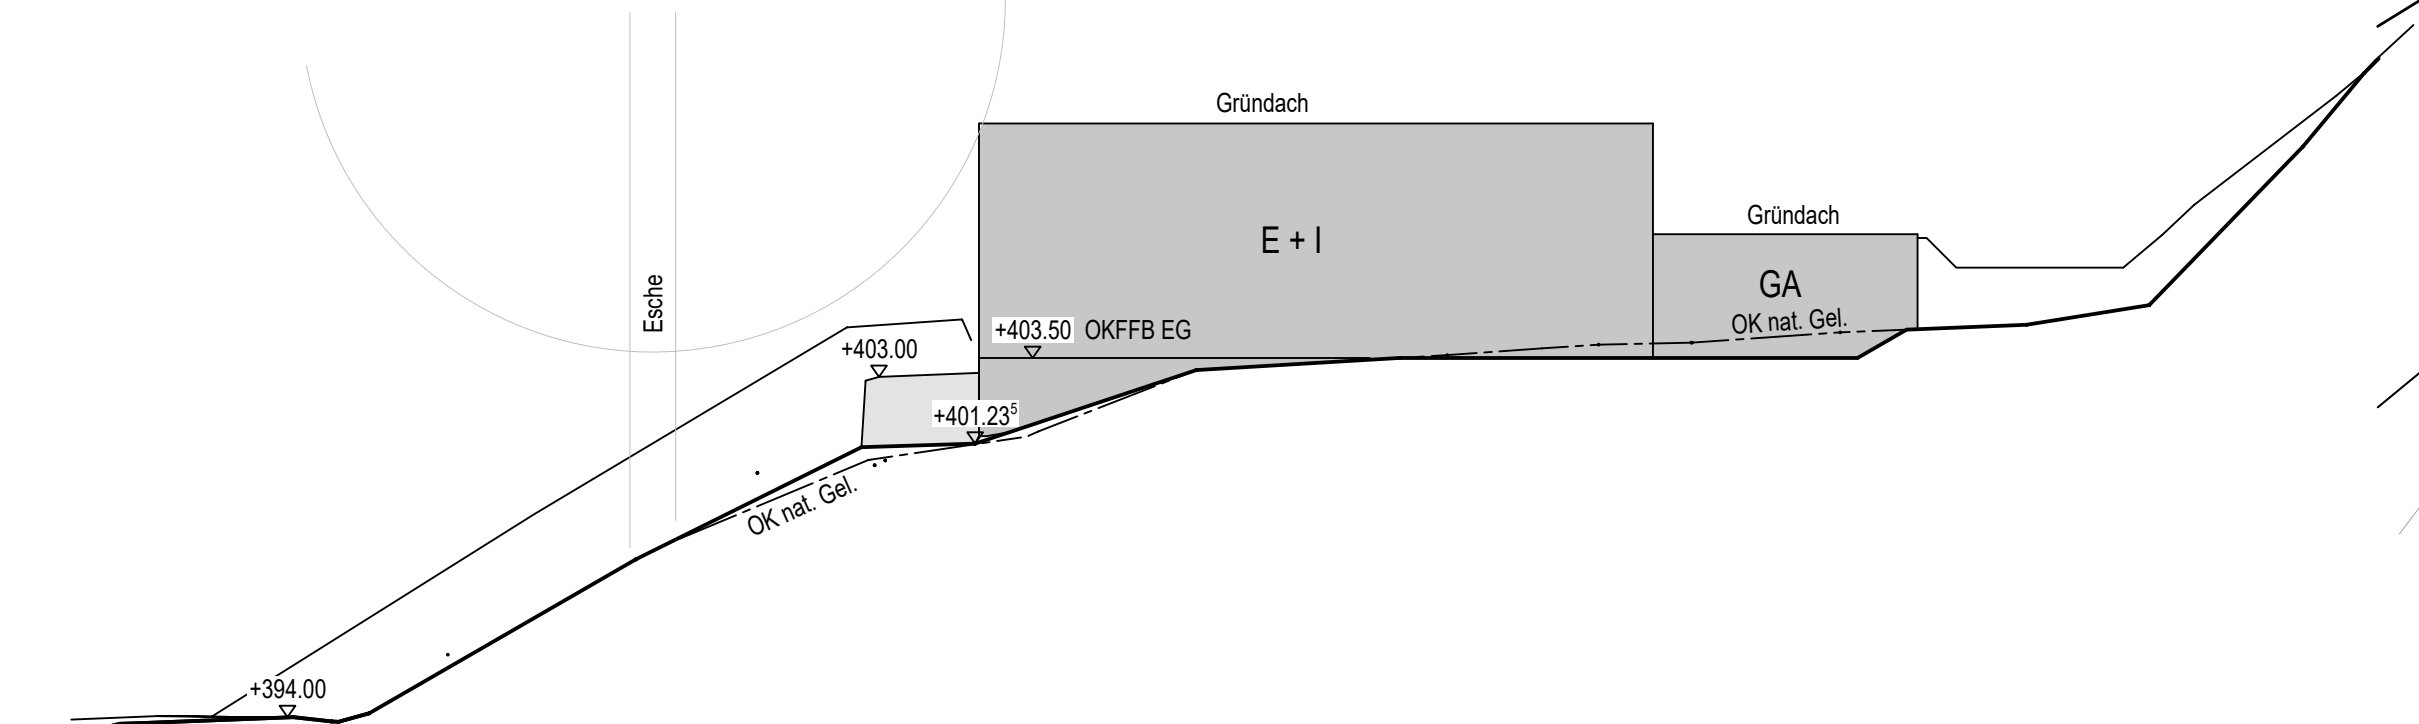 Gründach
Gründach
E + I
GA
Esche
OK nat. Gel.
+403.50 OKFFB EG
+403.00
+401.23⁵
OK nat. Gel.
+394.00